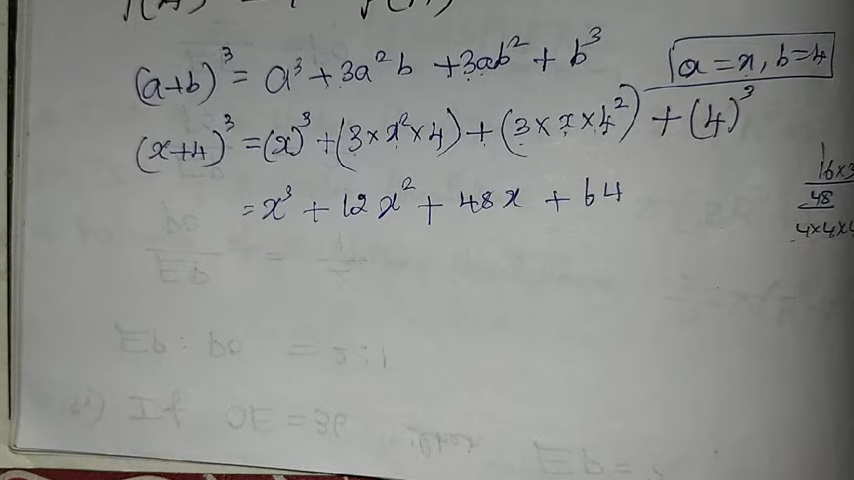 (a+b)³ = a³ + 3a²b + 3ab² + b³
a = x, b = 4
(x+4)³ = (x)³ + (3 × x² × 4) + (3 × x × 4²) + (4)³
= x³ + 12x² + 48x + 64
16×3
48
4×4×4